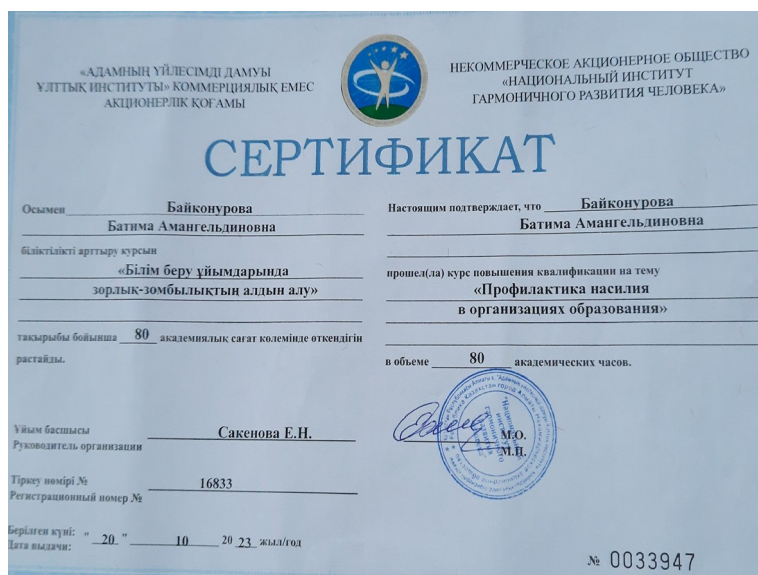 «АДАМНЫҢ ҮЙЛЕСІМДІ ДАМУЫ
ҰЛТТЫҚ ИНСТИТУТЫ» КОММЕРЦИЯЛЫҚ ЕМЕС
АКЦИОНЕРЛІК ҚОҒАМЫ
НЕКОММЕРЧЕСКОЕ АКЦИОНЕРНОЕ ОБЩЕСТВО
«НАЦИОНАЛЬНЫЙ ИНСТИТУТ
ГАРМОНИЧНОГО РАЗВИТИЯ ЧЕЛОВЕКА»
СЕРТИФИКАТ
Осымен Байконурова
Батима Амангельдиновна
біліктілікті арттыру курсын
«Білім беру ұйымдарында
зорлық-зомбылықтың алдын алу»
тақырыбы бойынша 80 академиялық сағат көлемінде өткендігін
растайды.
Настоящим подтверждает, что Байконурова
Батима Амангельдиновна
прошел(ла) курс повышения квалификации на тему
«Профилактика насилия
в организациях образования»
в объеме 80 академических часов.
Ұйым басшысы
Руководитель организации
Сакенова Е.Н.
М.О.
М.П.
"Национальный
институт
гармоничного
развития
Тіркеу нөмірі №
Регистрационный номер №
16833
Берілген күні: " 20 " 10 20 23 жыл/год
Дата выдачи:
№ 0033947